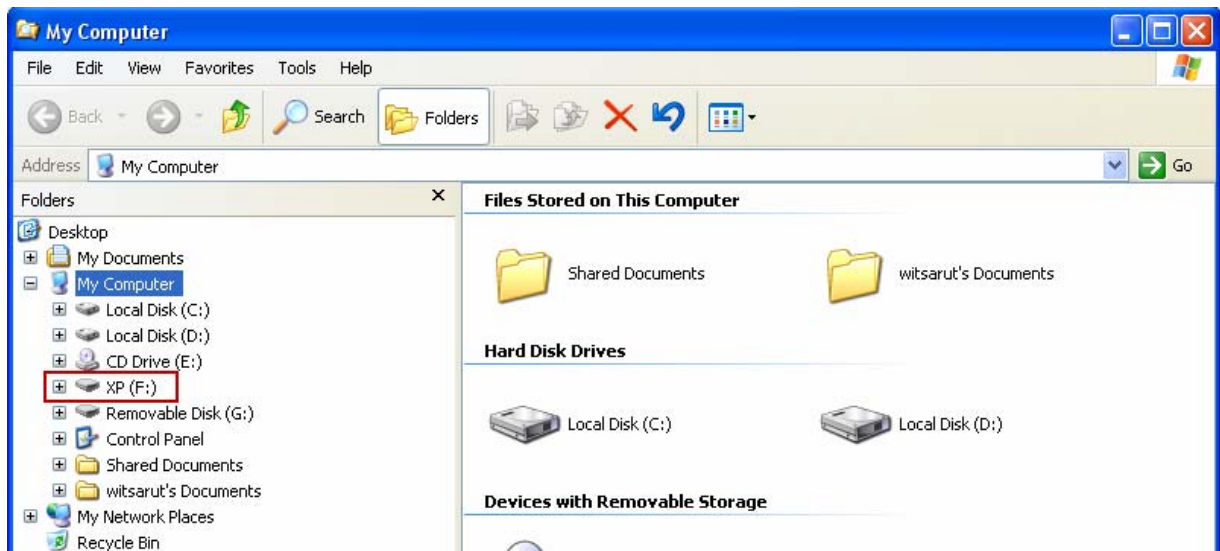 My Computer
File Edit View Favorites Tools Help
Back Search Folders
Address My Computer Go
Folders
Desktop
My Documents
My Computer
Local Disk (C:)
Local Disk (D:)
CD Drive (E:)
XP (F:)
Removable Disk (G:)
Control Panel
Shared Documents
witsarut's Documents
My Network Places
Recycle Bin
Files Stored on This Computer
Shared Documents witsarut's Documents
Hard Disk Drives
Local Disk (C:) Local Disk (D:)
Devices with Removable Storage